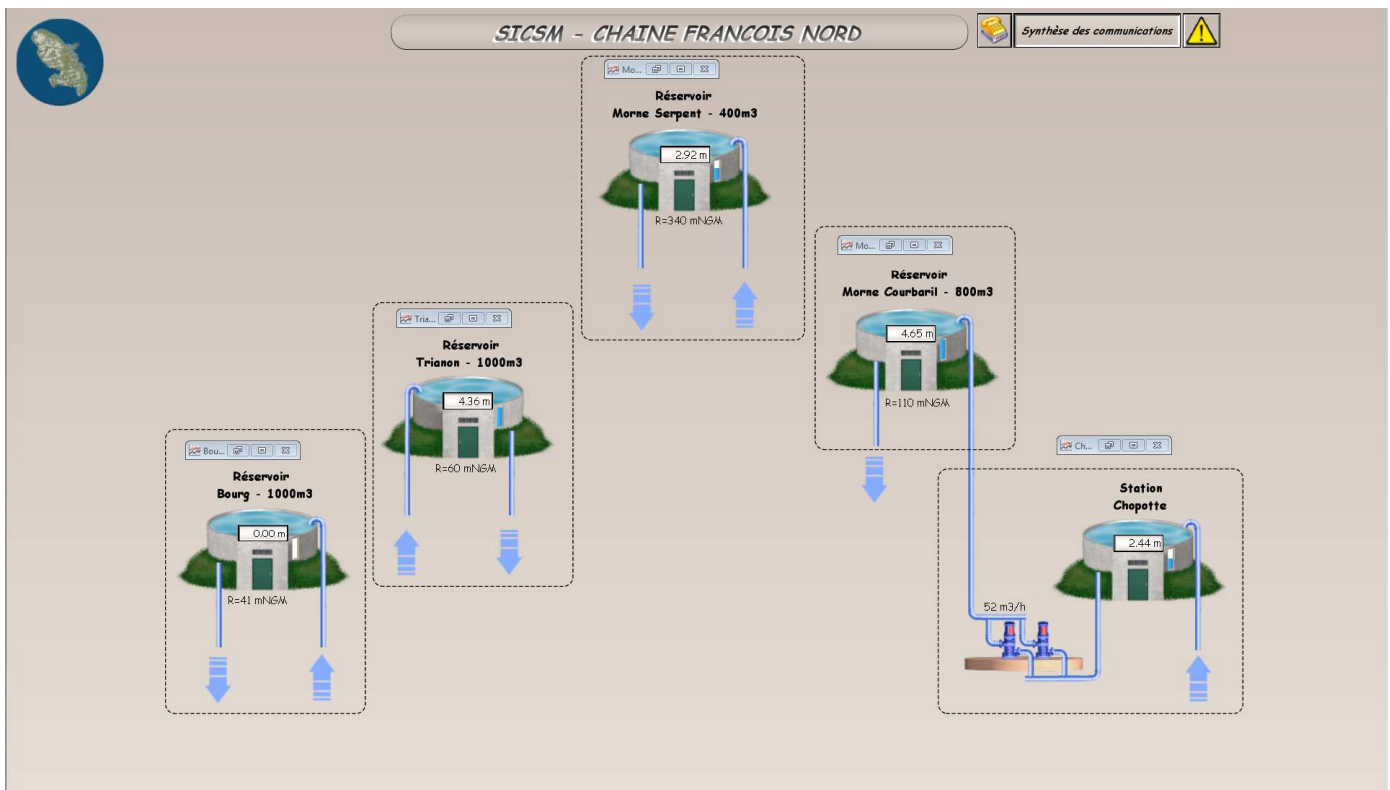 SICSM - CHAINE FRANCOIS NORD
Synthèse des communications
Mo...
Réservoir
Morne Serpent - 400m3
2.92 m
R=340 mNGM
Mo...
Réservoir
Morne Courbaril - 800m3
4.65 m
R=110 mNGM
Tria...
Réservoir
Trianon - 1000m3
4.36 m
R=60 mNGM
Bou...
Réservoir
Bourg - 1000m3
0.00 m
R=41 mNGM
Ch...
Station
Chopotte
2.44 m
52 m3/h